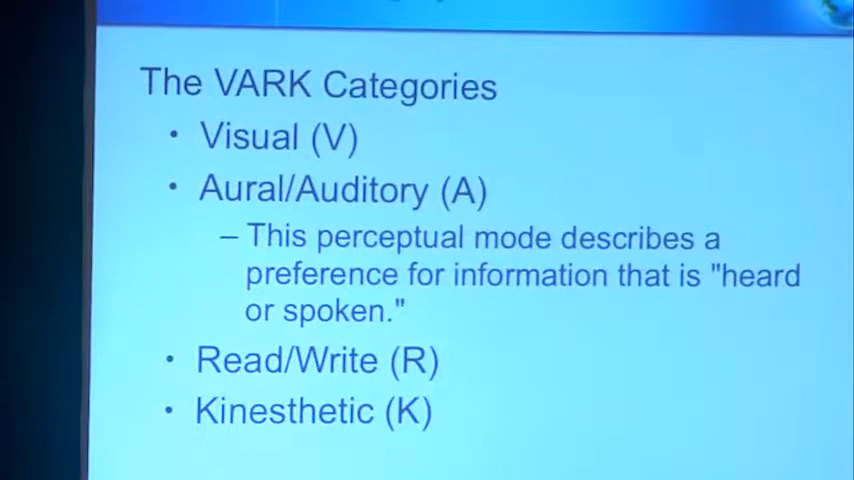 The VARK Categories
• Visual (V)
• Aural/Auditory (A)
– This perceptual mode describes a
preference for information that is "heard
or spoken."
• Read/Write (R)
• Kinesthetic (K)